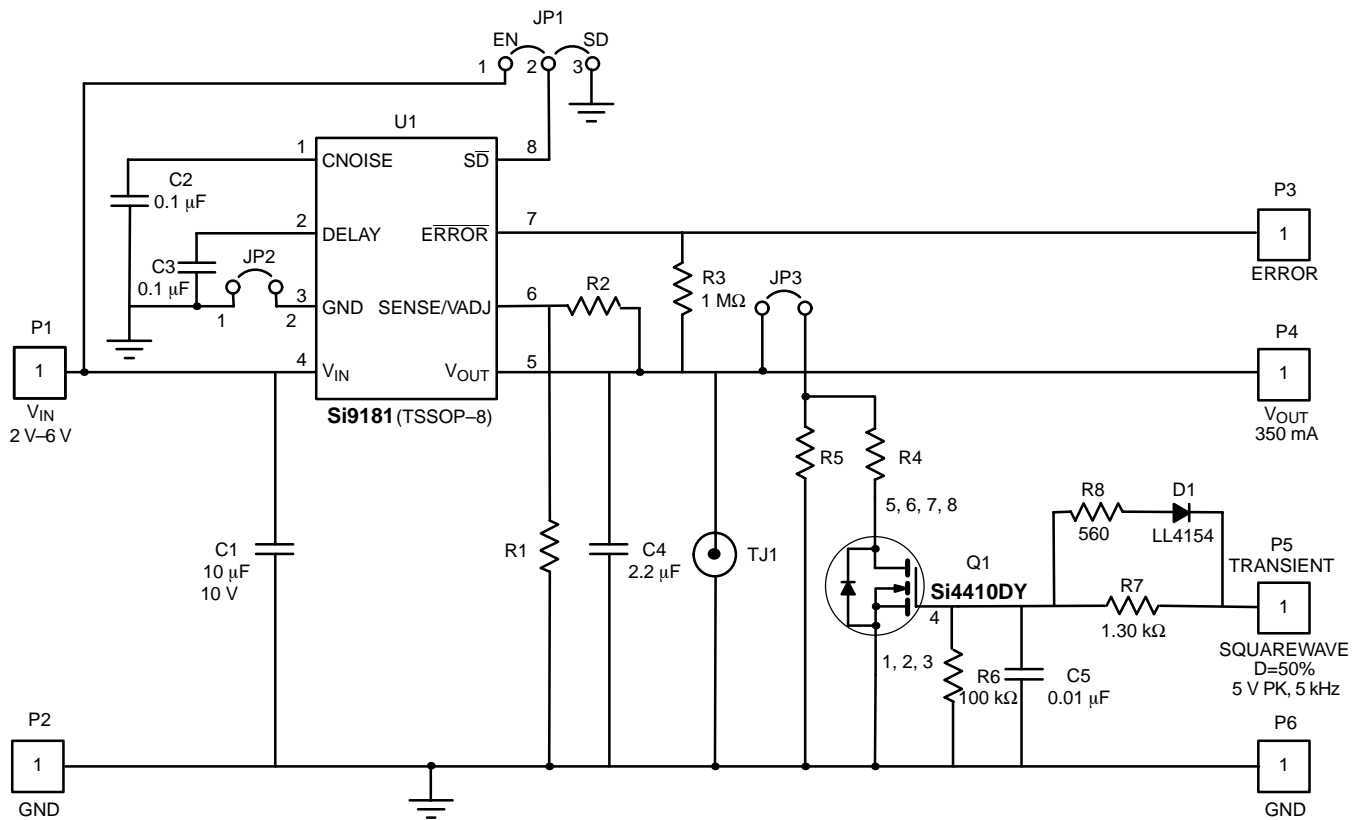 JP1
EN
SD
1
2
3
U1
1
CNOISE
S̅D̅
8
C2
0.1 μF
2
DELAY
E̅R̅R̅O̅R̅
7
C3
0.1 μF
JP2
1
2
3
GND
SENSE/VADJ
6
R2
R3
1 MΩ
JP3
P3
1
ERROR
P1
1
VIN
2 V–6 V
4
VIN
VOUT
5
Si9181 (TSSOP–8)
P4
1
VOUT
350 mA
R5
R4
5, 6, 7, 8
R8
560
D1
LL4154
C1
10 μF
10 V
R1
C4
2.2 μF
TJ1
Q1
Si4410DY
4
R7
1.30 kΩ
P5
TRANSIENT
1
SQUAREWAVE
D=50%
5 V PK, 5 kHz
1, 2, 3
R6
100 kΩ
C5
0.01 μF
P2
1
GND
P6
1
GND